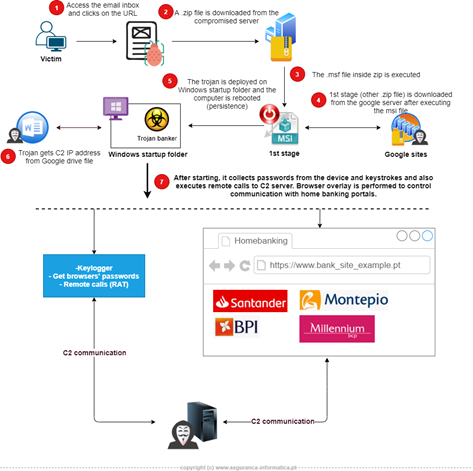 1
Access the email inbox
and clicks on the URL
2
A .zip file is downloaded from the
compromised server
Victim
3
The .msf file inside zip is executed
5
The trojan is deployed on
Windows startup folder and the
computer is rebooted
(persistence)
4
1st stage (other .zip file) is downloaded
from the google server after executing
the msi file
Trojan banker
MSI
6
Trojan gets C2 IP address
from Google drive file
Windows startup folder
1st stage
Google sites
7
After starting, it collects passwords from the device and keystrokes and also
executes remote calls to C2 server. Browser overlay is performed to control
communication with home banking portals.
-Keylogger
- Get browsers' passwords
- Remote calls (RAT)
Homebanking
https://www.bank_site_example.pt
Santander
Montepio
BPI
Millennium
bcp
C2 communication
C2 communication
copyright (c) www.seguranca-informatica.pt